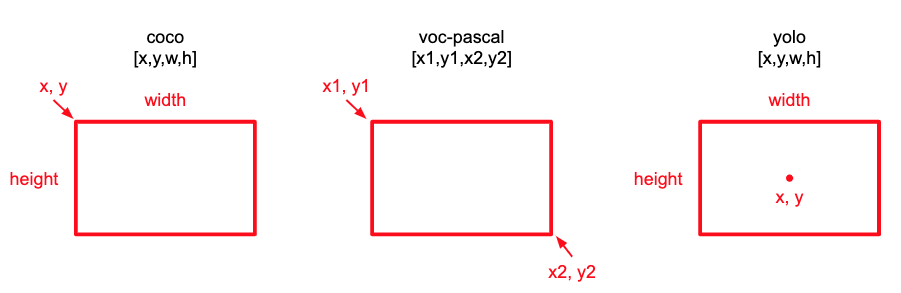 coco
[x,y,w,h]
x, y
width
height
voc-pascal
[x1,y1,x2,y2]
x1, y1
x2, y2
yolo
[x,y,w,h]
width
height
x, y